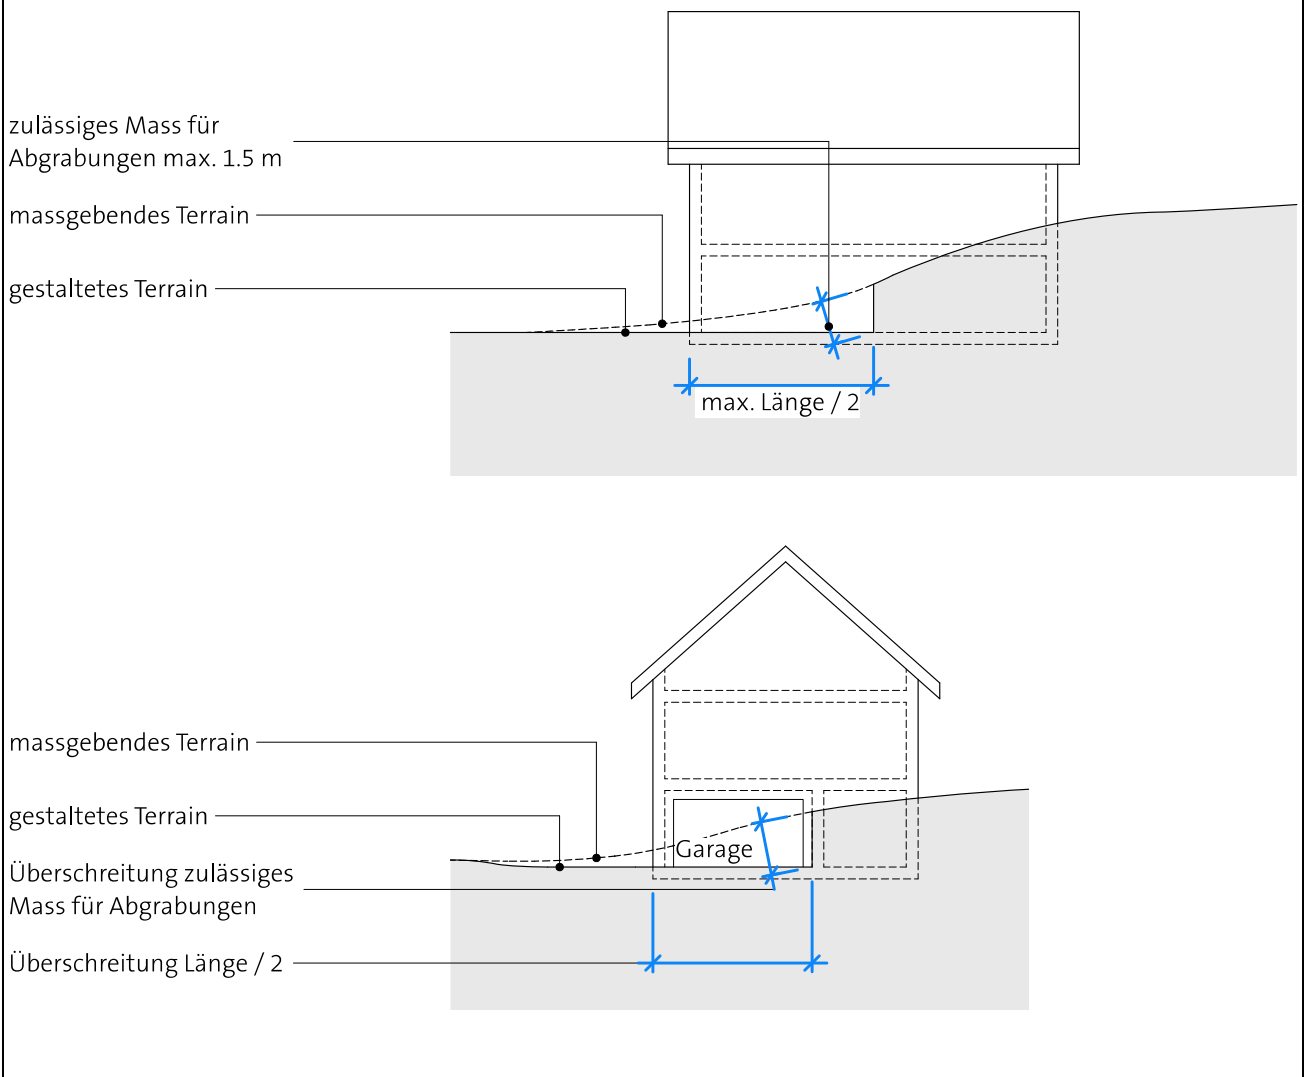 zulässiges Mass für
Abgrabungen max. 1.5 m
massgebendes Terrain
gestaltetes Terrain
max. Länge / 2
massgebendes Terrain
gestaltetes Terrain
Garage
Überschreitung zulässiges
Mass für Abgrabungen
Überschreitung Länge / 2